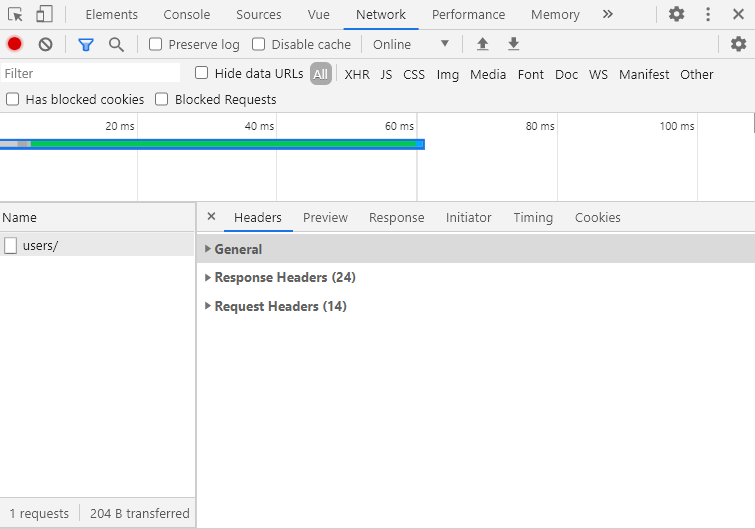 Elements Console Sources Vue Network Performance Memory
Preserve log Disable cache Online
Filter Hide data URLs All XHR JS CSS Img Media Font Doc WS Manifest Other
Has blocked cookies Blocked Requests
20 ms 40 ms 60 ms 80 ms 100 ms
Name Headers Preview Response Initiator Timing Cookies
users/ General
Response Headers (24)
Request Headers (14)
1 requests 204 B transferred